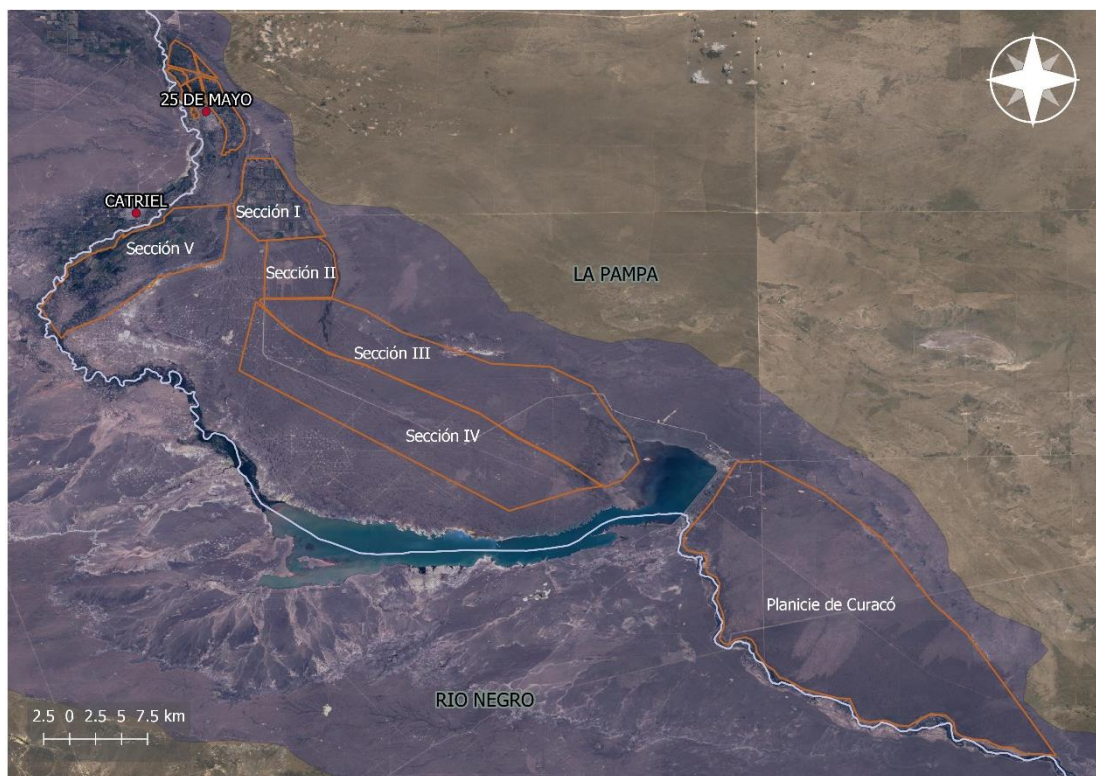 25 DE MAYO
CATRIEL
Sección I
Sección V
Sección II
LA PAMPA
Sección III
Sección IV
Planicie de Curacó
RIO NEGRO
2.5 0 2.5 5 7.5 km